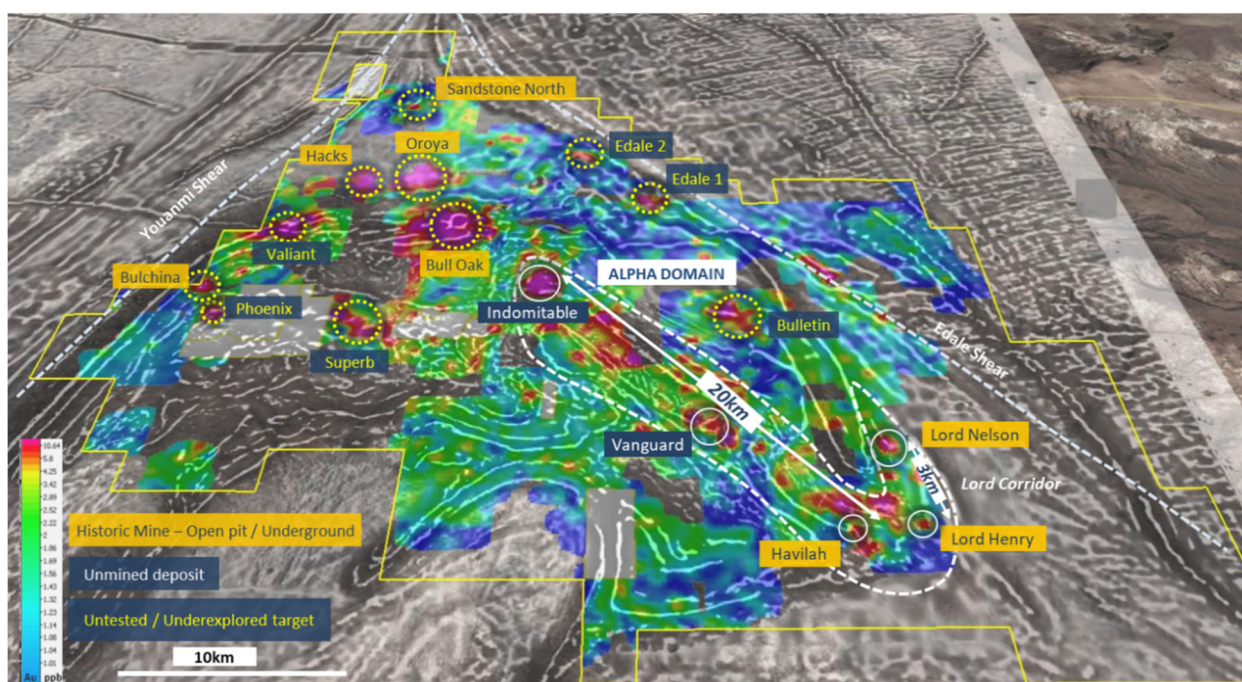 Sandstone North
Oroya
Hacks
Edale 2
Edale 1
Youanmi Shear
Valiant
Bull Oak
Bulchina
ALPHA DOMAIN
Phoenix
Indomitable
Bulletin
Superb
Edale Shear
20km
Vanguard
Lord Nelson
~ 3km
Lord Corridor
Havilah
Lord Henry
10.64
5.8
4.25
3.42
2.89
2.52
2.22
2
1.86
1.7
1.56
1.43
1.32
1.23
1.14
1.08
1.04
1.01
Au ppb
Historic Mine – Open pit / Underground
Unmined deposit
Untested / Underexplored target
10km